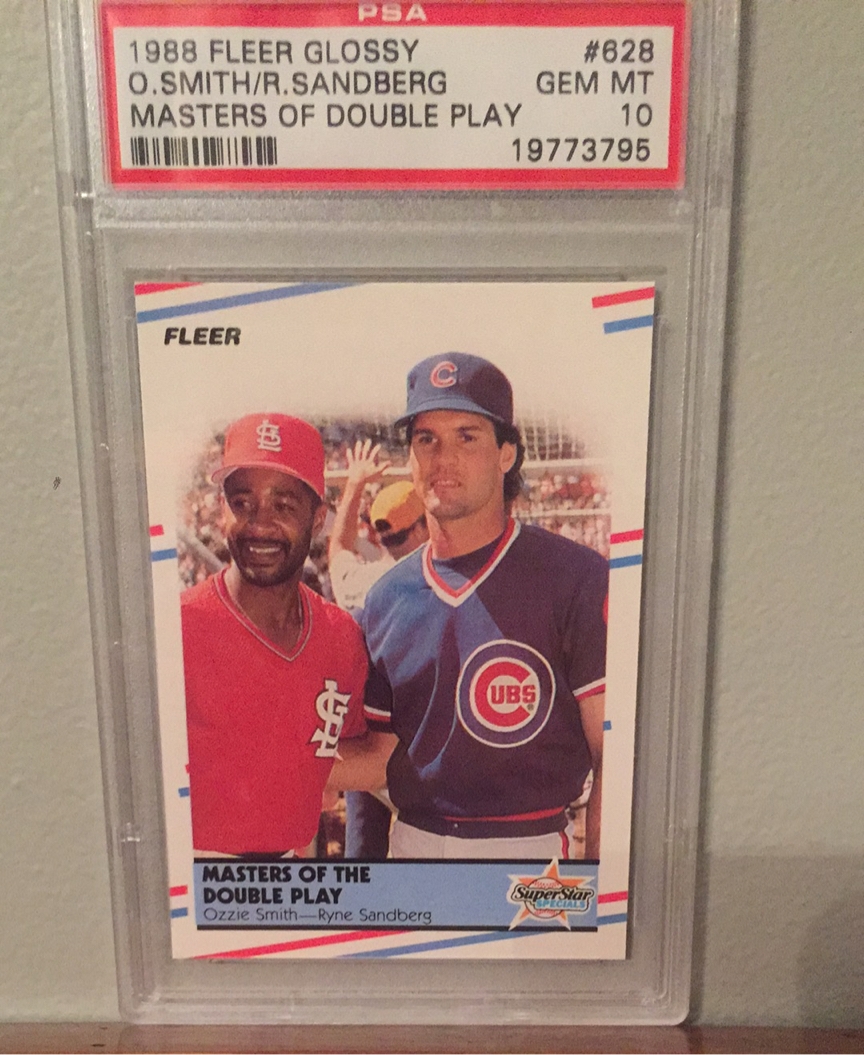 PSA
1988 FLEER GLOSSY #628
O.SMITH/R.SANDBERG GEM MT
MASTERS OF DOUBLE PLAY 10
19773795
FLEER
C
STL
STL
CUBS
MASTERS OF THE
DOUBLE PLAY
Ozzie Smith—Ryne Sandberg
SuperStar
SPECIALS